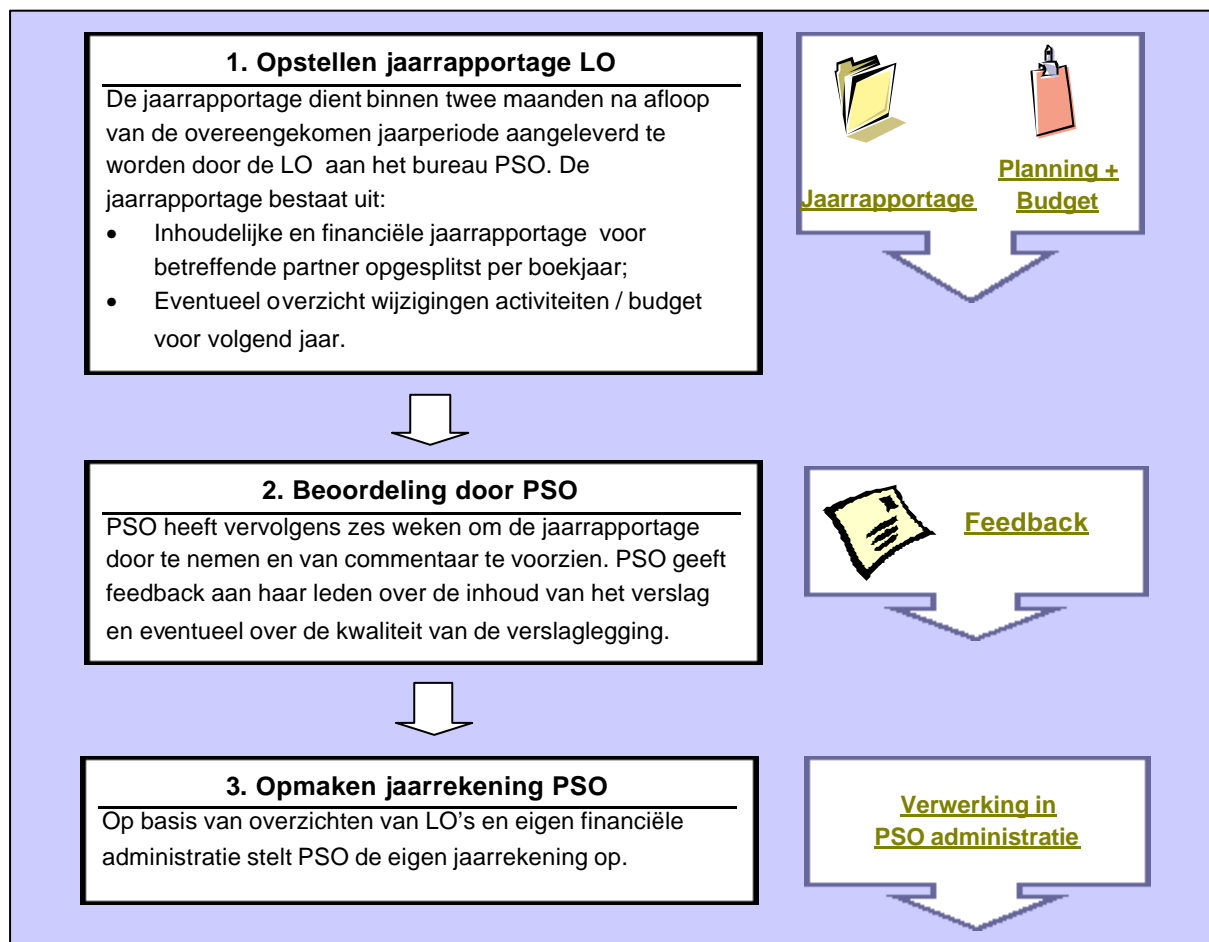 1. Opstellen jaarrapportage LO
De jaarrapportage dient binnen twee maanden na afloop
van de overeengekomen jaarperiode aangeleverd te
worden door de LO aan het bureau PSO. De
jaarrapportage bestaat uit:
• Inhoudelijke en financiële jaarrapportage voor
betreffende partner opgesplitst per boekjaar;
• Eventueel overzicht wijzigingen activiteiten / budget
voor volgend jaar.
Jaarrapportage
Planning +
Budget
2. Beoordeling door PSO
PSO heeft vervolgens zes weken om de jaarrapportage
door te nemen en van commentaar te voorzien. PSO geeft
feedback aan haar leden over de inhoud van het verslag
en eventueel over de kwaliteit van de verslaglegging.
Feedback
3. Opmaken jaarrekening PSO
Op basis van overzichten van LO's en eigen financiële
administratie stelt PSO de eigen jaarrekening op.
Verwerking in
PSO administratie